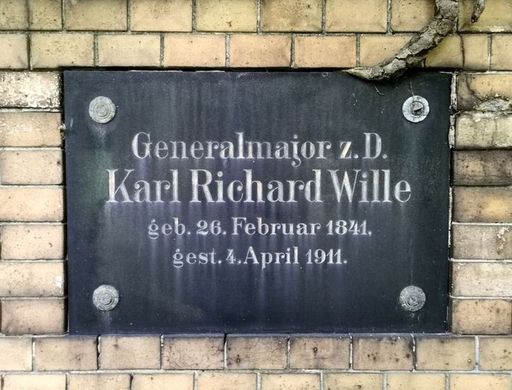 Generalmajor z. D.
Karl Richard Wille
geb. 26. Februar 1841.
gest. 4. April 1911.